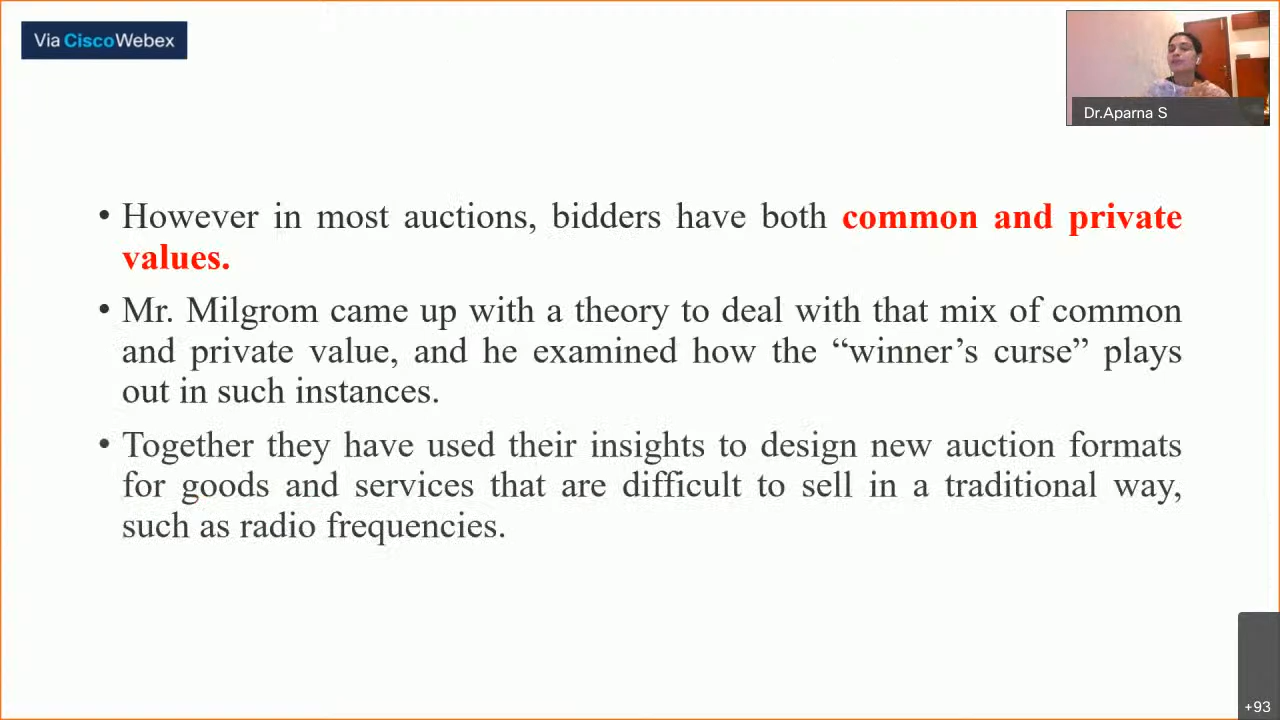 Via CiscoWebex
Dr.Aparna S
• However in most auctions, bidders have both common and private
values.
• Mr. Milgrom came up with a theory to deal with that mix of common
and private value, and he examined how the “winner’s curse” plays
out in such instances.
• Together they have used their insights to design new auction formats
for goods and services that are difficult to sell in a traditional way,
such as radio frequencies.
+93